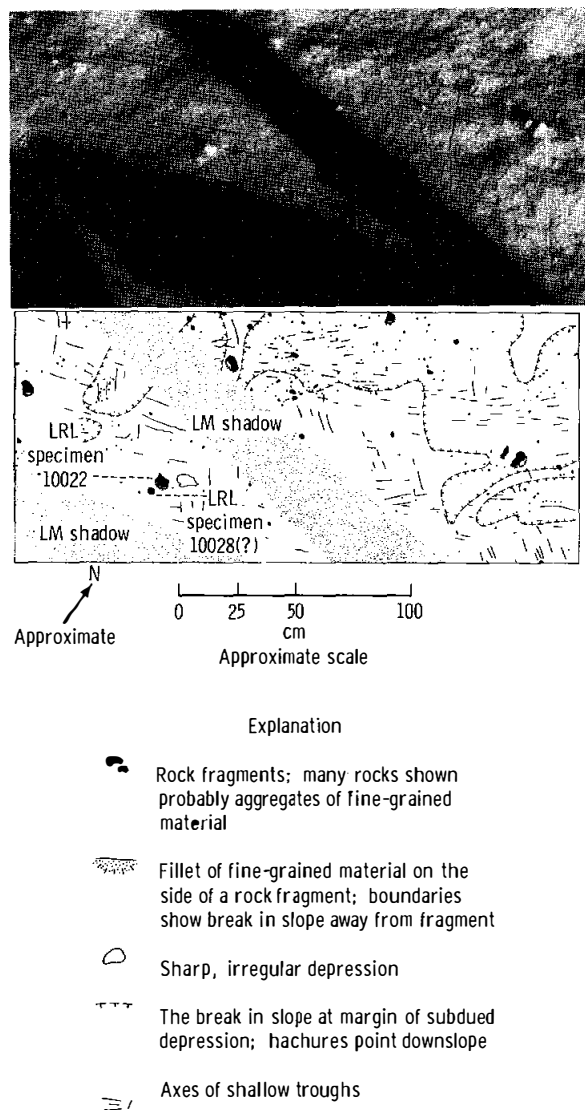 LM shadow
LRL
specimen
10022
LRL
specimen
10028(?)
LM shadow
N
Approximate
0 25 50 100
cm
Approximate scale
Explanation
Rock fragments; many rocks shown
probably aggregates of fine-grained
material
Fillet of fine-grained material on the
side of a rock fragment; boundaries
show break in slope away from fragment
Sharp, irregular depression
The break in slope at margin of subdued
depression; hachures point downslope
Axes of shallow troughs